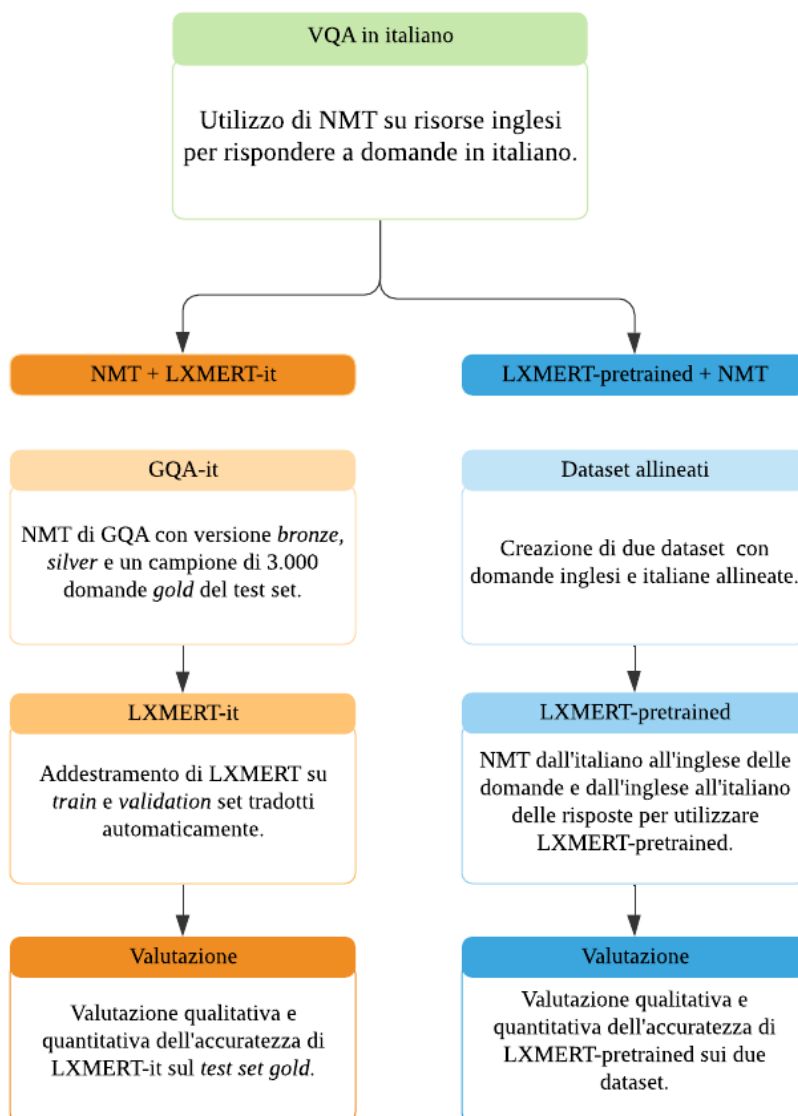 VQA in italiano
Utilizzo di NMT su risorse inglesi
per rispondere a domande in italiano.
NMT + LXMERT-it
GQA-it
NMT di GQA con versione bronze,
silver e un campione di 3.000
domande gold del test set.
LXMERT-it
Addestramento di LXMERT su
train e validation set tradotti
automaticamente.
Valutazione
Valutazione qualitativa e
quantitativa dell'accuratezza di
LXMERT-it sul test set gold.
LXMERT-pretrained + NMT
Dataset allineati
Creazione di due dataset con
domande inglesi e italiane allineate.
LXMERT-pretrained
NMT dall'italiano all'inglese delle
domande e dall'inglese all'italiano
delle risposte per utilizzare
LXMERT-pretrained.
Valutazione
Valutazione qualitativa e
quantitativa dell'accuratezza di
LXMERT-pretrained sui due
dataset.